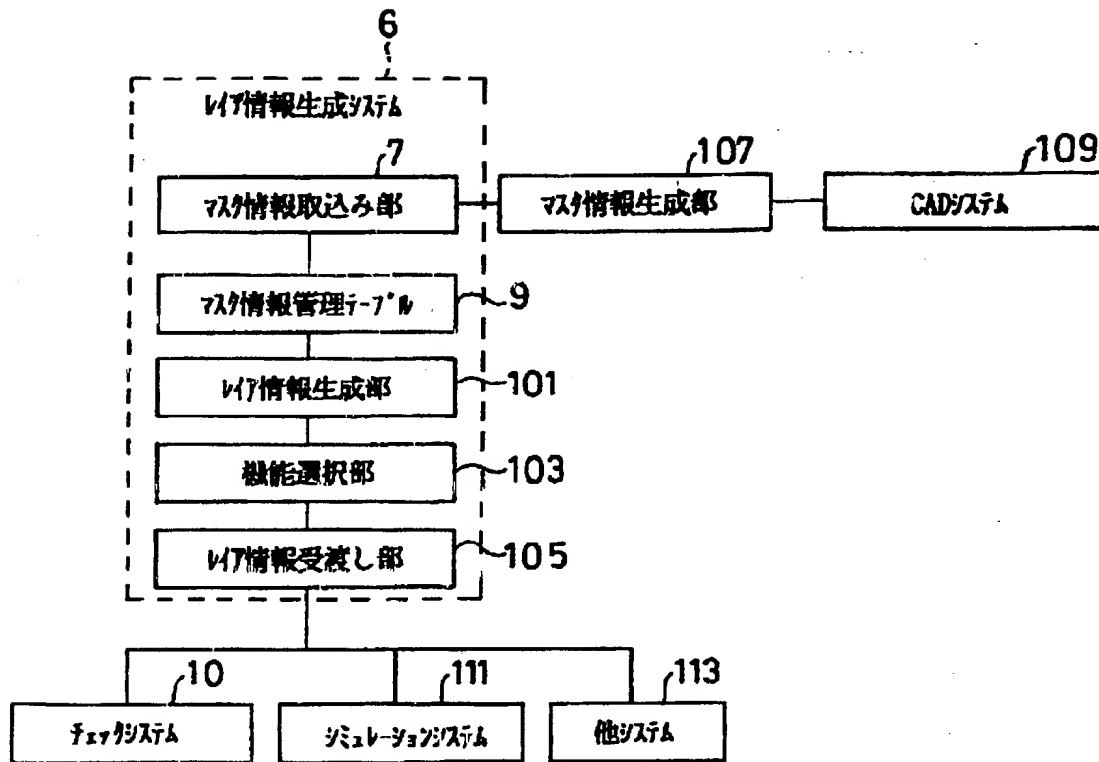 6
レイア情報生成システム
7
マスタ情報取込み部
107
マスタ情報生成部
109
CADシステム
マスタ情報管理テーブル
9
レイア情報生成部
101
機能選択部
103
レイア情報受渡し部
105
10
チェックシステム
111
シミュレーションシステム
113
他システム